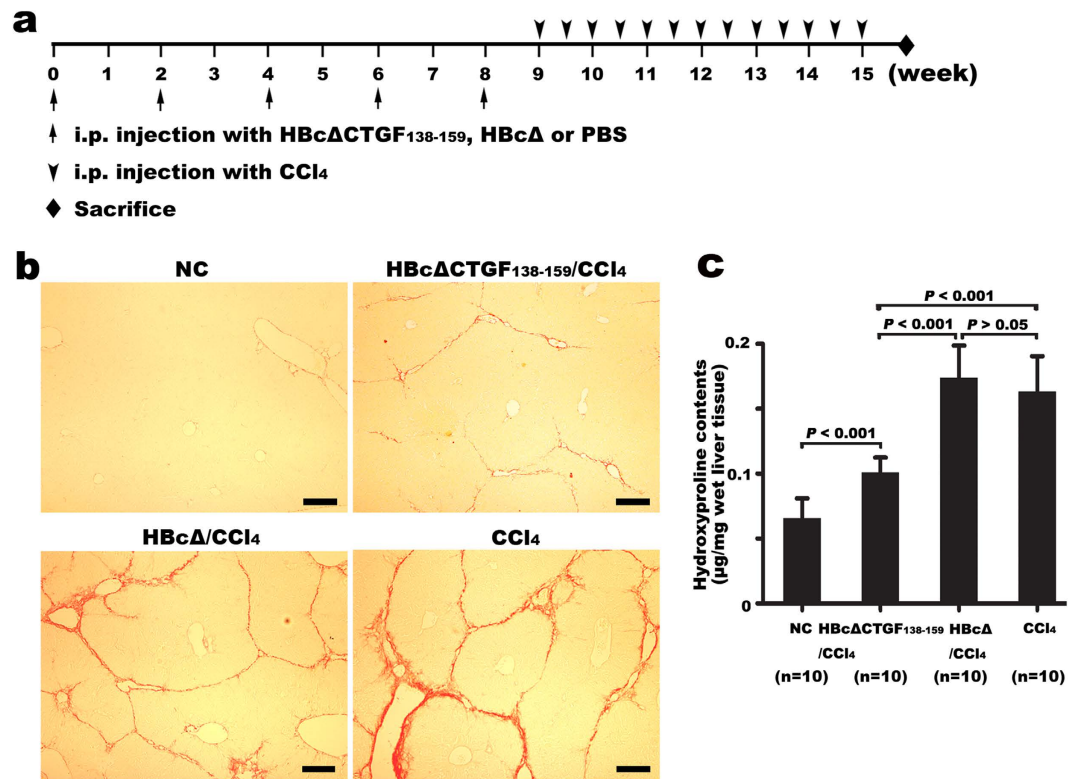 a
0 1 2 3 4 5 6 7 8 9 10 11 12 13 14 15 (week)
i.p. injection with HBcΔCTGF138-159, HBcΔ or PBS
i.p. injection with CCl4
Sacrifice
b
NC
HBcΔCTGF138-159/CCl4
HBcΔ/CCl4
CCl4
c
P < 0.001
P < 0.001
P > 0.05
P < 0.001
Hydroxyproline contents
(μg/mg wet liver tissue)
0.2
0.1
0
NC
HBcΔCTGF138-159
/CCl4
HBcΔ
/CCl4
CCl4
(n=10)
(n=10)
(n=10)
(n=10)